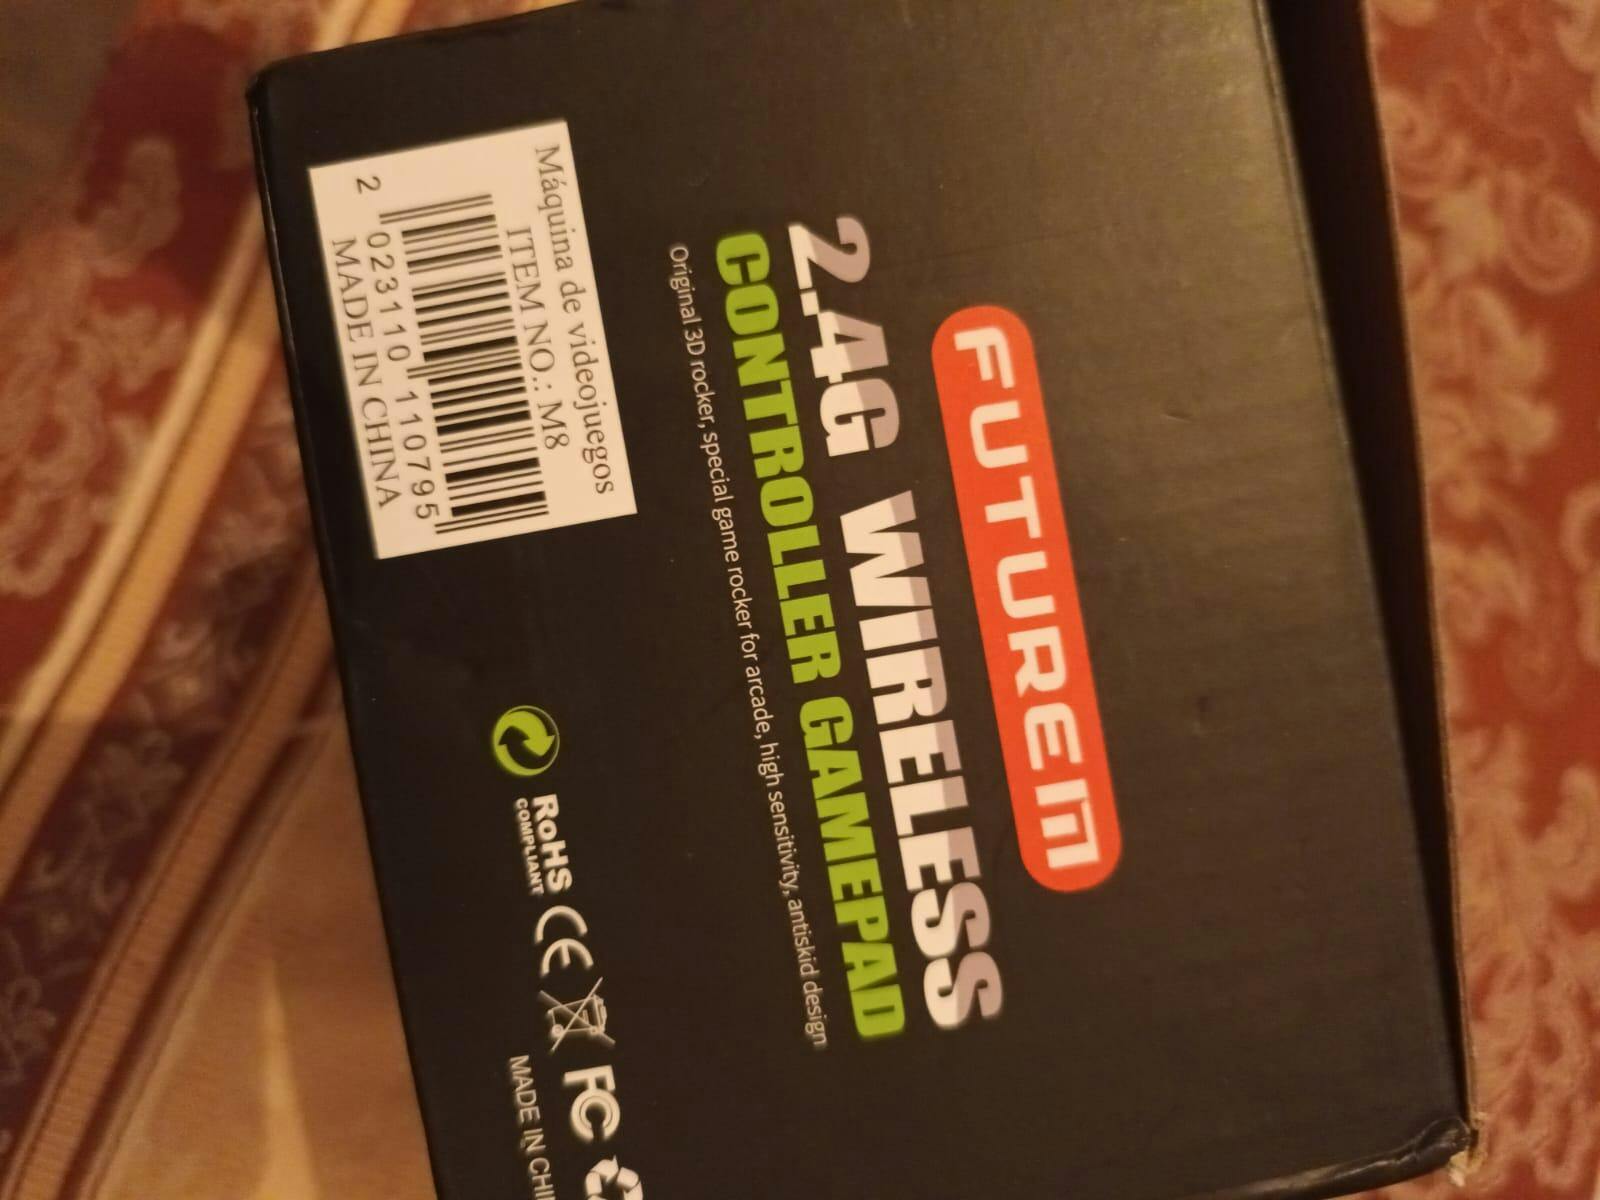 FUTUREM
2.4G WIRELESS
CONTROLLER GAMEPAD
Original 3D rocker, special game rocker for arcade, high sensitivity, antiskid design
Máquina de videojuegos
ITEM NO.: M8
2 023110 110795
MADE IN CHINA
RoHS
COMPLIANT
CE
FC
MADE IN CHI